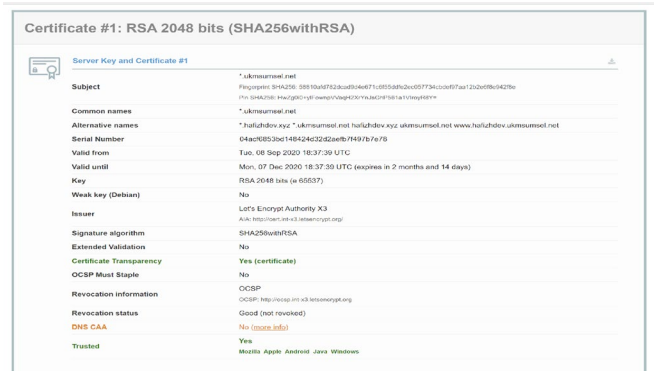 Certificate #1: RSA 2048 bits (SHA256withRSA)
Server Key and Certificate #1
Subject
*.ukmsumsel.net
Fingerprint SHA256:
Pin SHA256:
Common names *.ukmsumsel.net
Alternative names *.hafizhdev.xyz *.ukmsumsel.net hafizhdev.xyz ukmsumsel.net www.hafizhdev.ukmsumsel.net
Serial Number 04acf6853bd148424d32d2aefb7f497b7e78
Valid from Tue, 08 Sep 2020 18:37:39 UTC
Valid until Mon, 07 Dec 2020 18:37:39 UTC (expires in 2 months and 14 days)
Key RSA 2048 bits (e 65537)
Weak key (Debian) No
Issuer
Let's Encrypt Authority X3
AIA: http://cert.int-x3.letsencrypt.org/
Signature algorithm SHA256withRSA
Extended Validation No
Certificate Transparency Yes (certificate)
OCSP Must Staple No
Revocation information
OCSP
OCSP: http://ocsp.int-x3.letsencrypt.org
Revocation status Good (not revoked)
DNS CAA No (more info)
Trusted
Yes
Mozilla Apple Android Java Windows